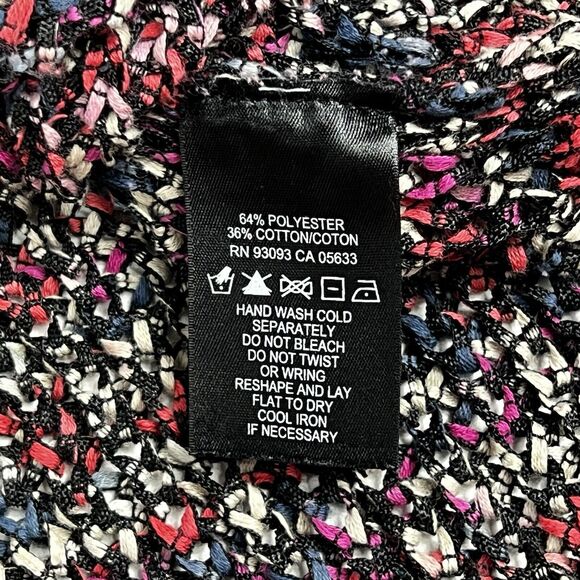 64% POLYESTER
36% COTTON/COTON
RN 93093 CA 05633
HAND WASH COLD
SEPARATELY
DO NOT BLEACH
DO NOT TWIST
OR WRING
RESHAPE AND LAY
FLAT TO DRY
COOL IRON
IF NECESSARY